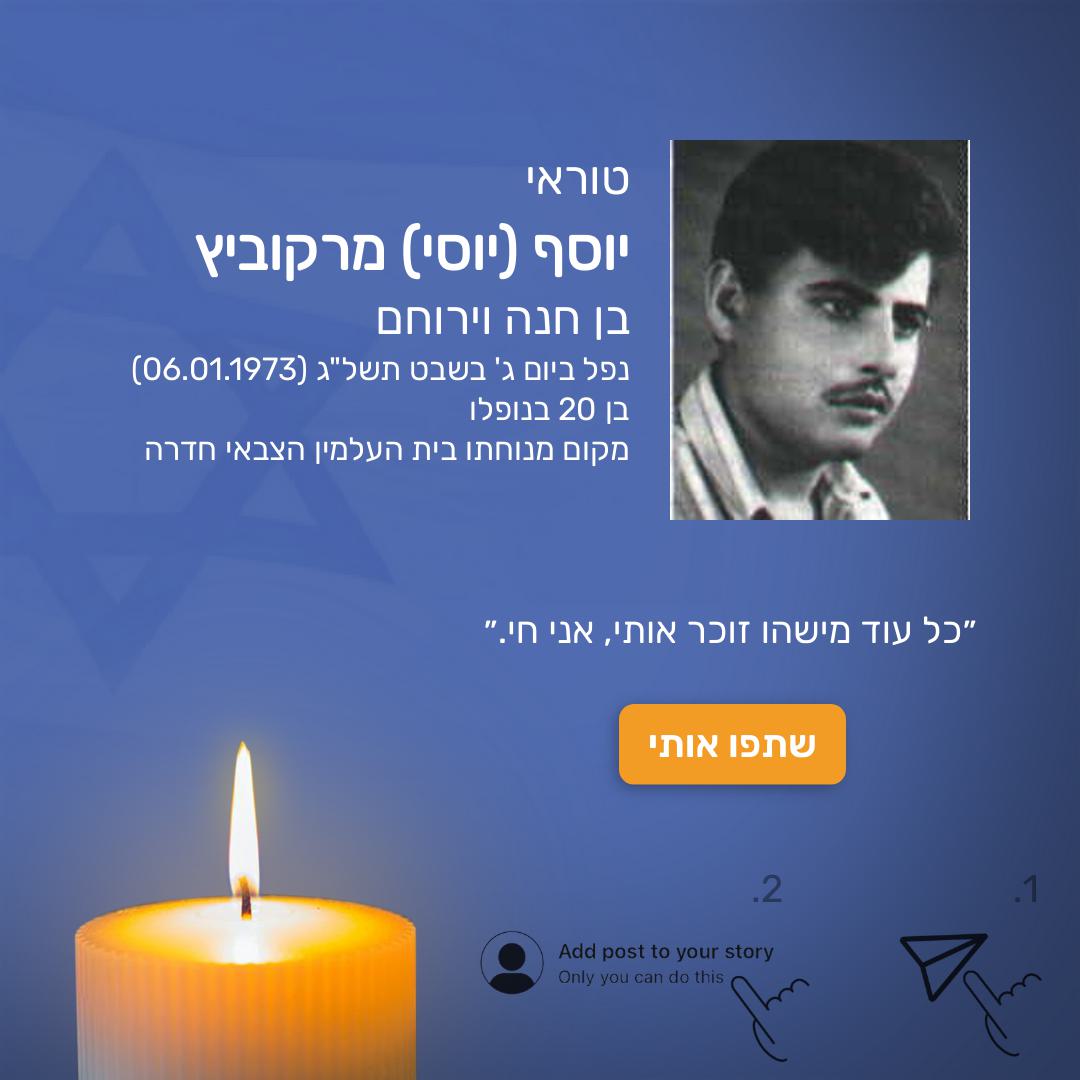 טוראי
יוסף (יוסי) מרקוביץ
בן חנה וירוחם
נפל ביום ג' בשבט תשל"ג (06.01.1973)
בן 20 בנופלו
מקום מנוחתו בית העלמין הצבאי חדרה
״כל עוד מישהו זוכר אותי, אני חי.״
שתפו אותי
1.
2.
Add post to your story
Only you can do this